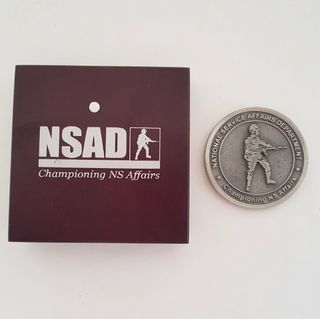 NSAD
Championing NS Affairs
NATIONAL SERVICE AFFAIRS DEPARTMENT
Championing NS Affairs